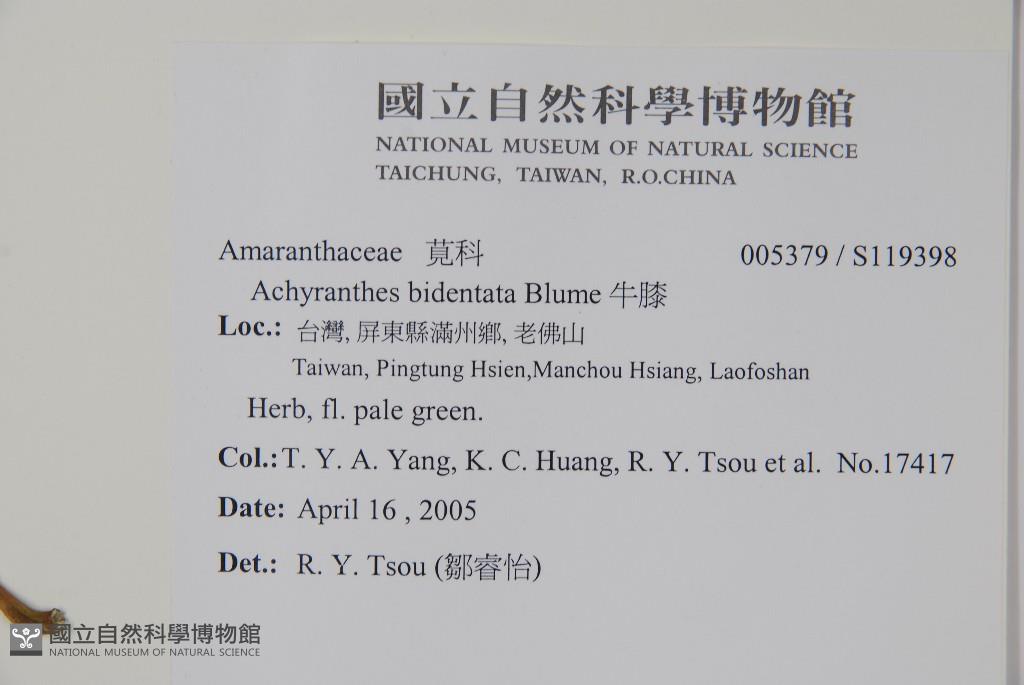 國立自然科學博物館
NATIONAL MUSEUM OF NATURAL SCIENCE
TAICHUNG, TAIWAN, R.O.CHINA
Amaranthaceae 莧科 005379 / S119398
Achyranthes bidentata Blume 牛膝
Loc.: 台灣, 屏東縣滿州鄉, 老佛山
Taiwan, Pingtung Hsien,Manchou Hsiang, Laofoshan
Herb, fl. pale green.
Col.: T. Y. A. Yang, K. C. Huang, R. Y. Tsou et al. No.17417
Date: April 16 , 2005
Det.: R. Y. Tsou (鄒睿怡)
國立自然科學博物館
NATIONAL MUSEUM OF NATURAL SCIENCE